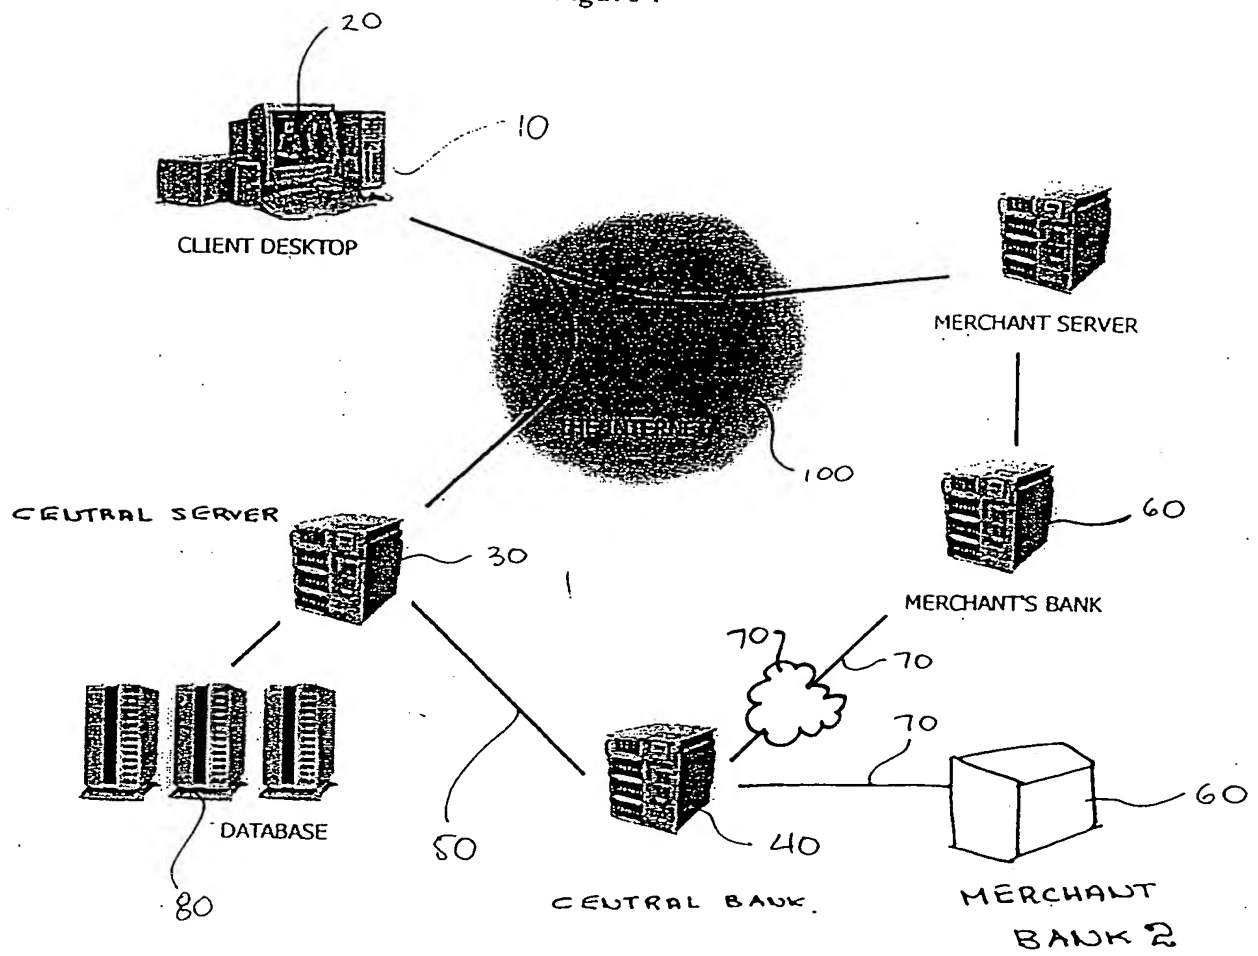 20
10
CLIENT DESKTOP
MERCHANT SERVER
THE INTERNET
100
CENTRAL SERVER
30
60
MERCHANT'S BANK
70
70
70
DATABASE
80
50
40
60
CENTRAL BANK.
MERCHANT
BANK 2